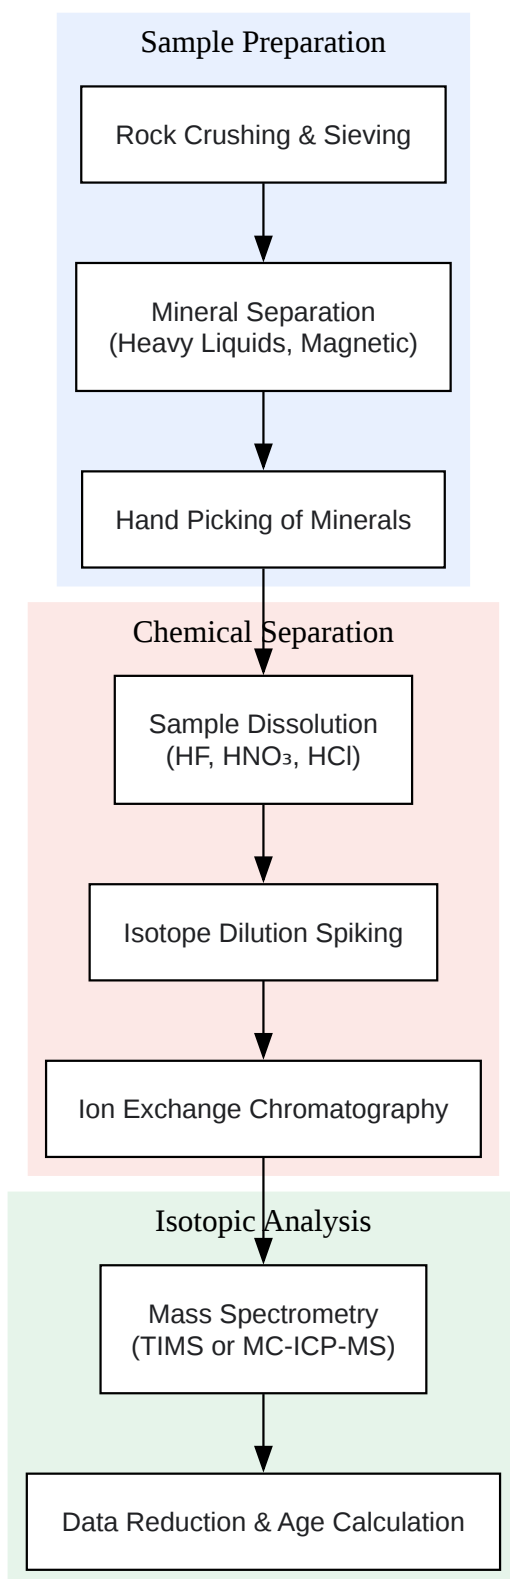 Sample Preparation
Rock Crushing & Sieving
Mineral Separation
(Heavy Liquids, Magnetic)
Hand Picking of Minerals
Chemical Separation
Sample Dissolution
(HF, HNO₃, HCl)
Isotope Dilution Spiking
Ion Exchange Chromatography
Isotopic Analysis
Mass Spectrometry
(TIMS or MC-ICP-MS)
Data Reduction & Age Calculation